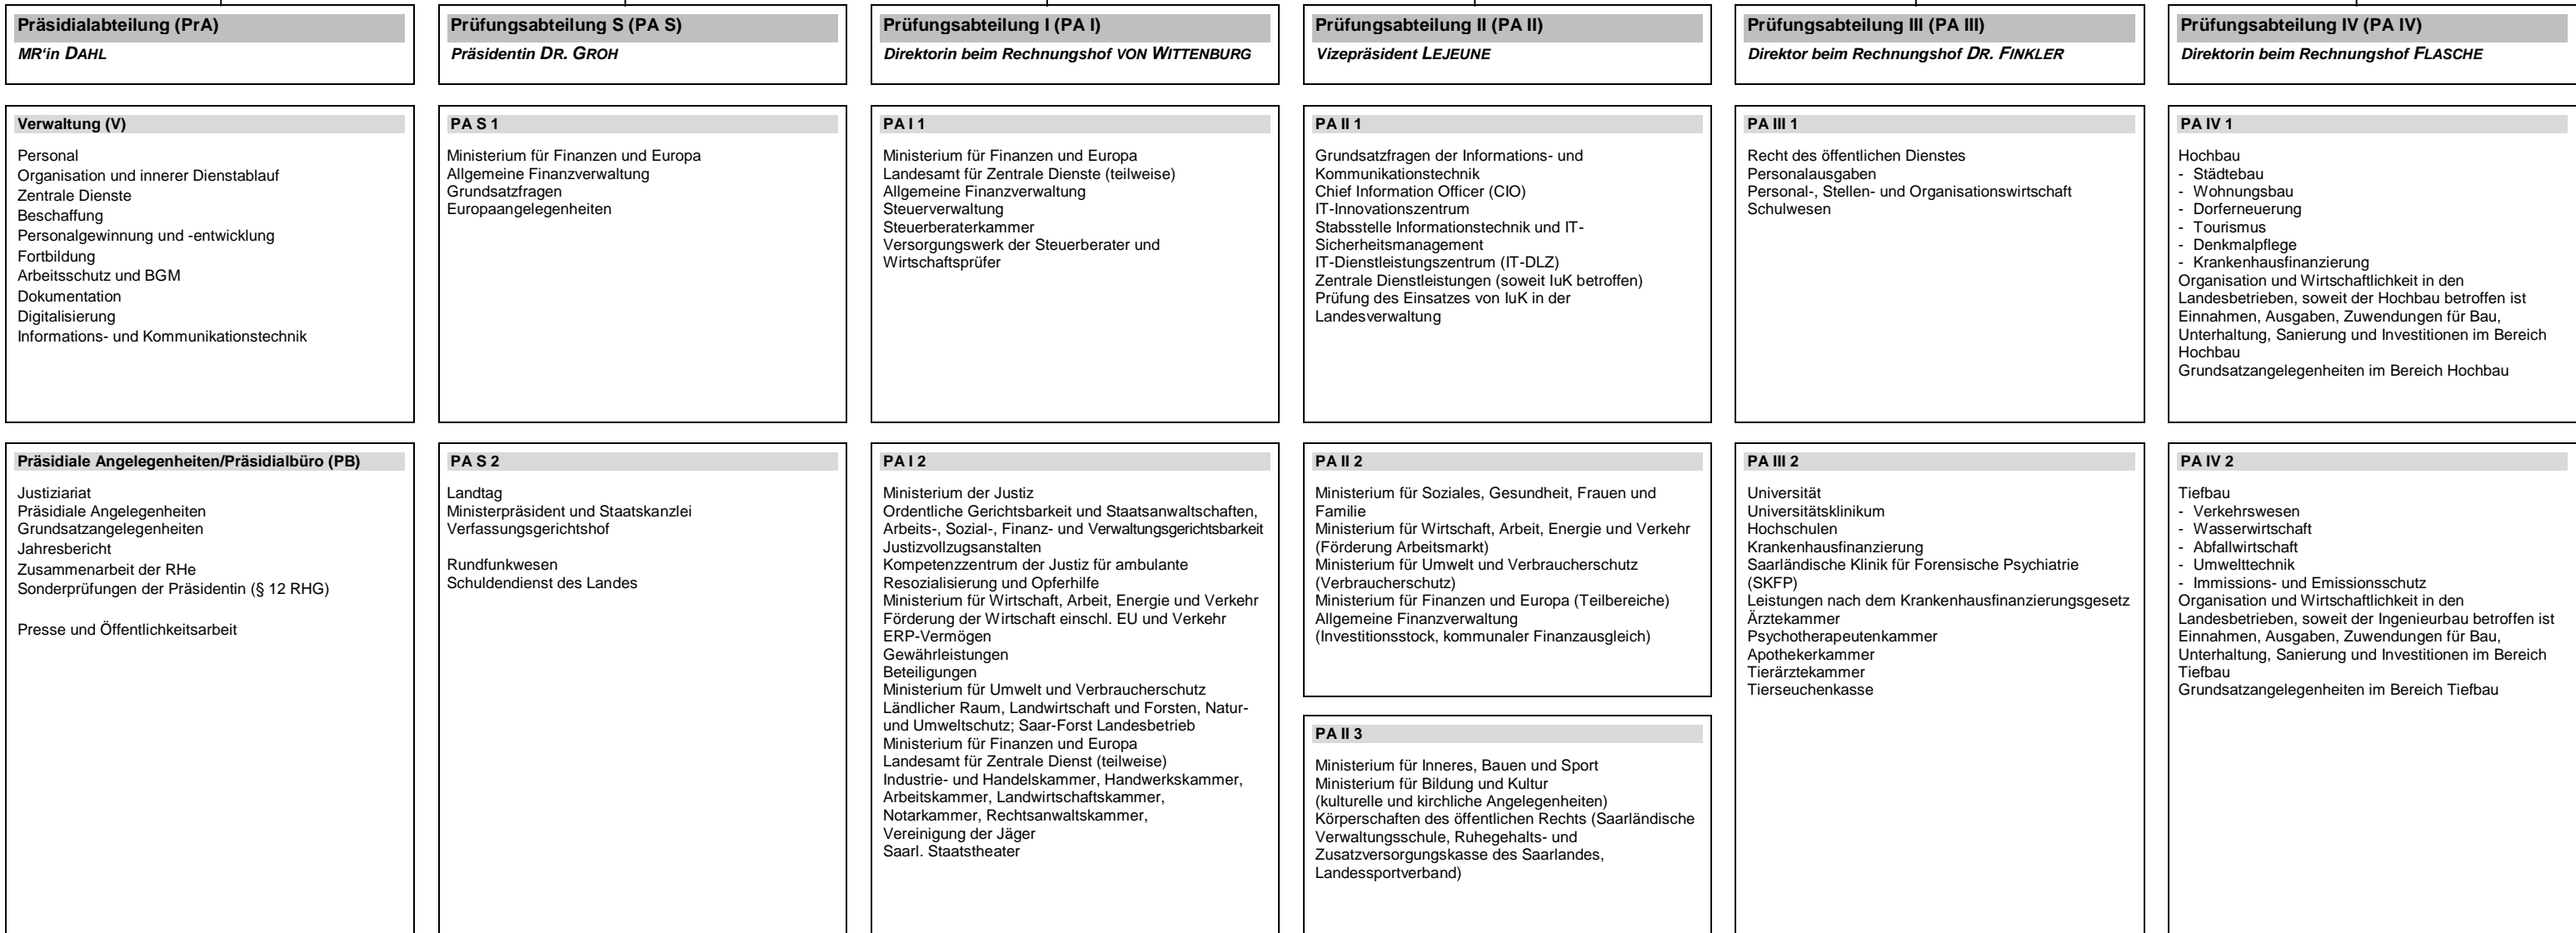 Präsidialabteilung (PrA)
MR'in DAHL
Verwaltung (V)
Personal
Organisation und innerer Dienstablauf
Zentrale Dienste
Beschaffung
Personalgewinnung und -entwicklung
Fortbildung
Arbeitsschutz und BGM
Dokumentation
Digitalisierung
Informations- und Kommunikationstechnik
Präsidiale Angelegenheiten/Präsidialbüro (PB)
Justiziariat
Präsidiale Angelegenheiten
Grundsatzangelegenheiten
Jahresbericht
Zusammenarbeit der RHe
Sonderprüfungen der Präsidentin (§ 12 RHG)
Presse und Öffentlichkeitsarbeit
Prüfungsabteilung S (PA S)
Präsidentin DR. GROH
PA S 1
Ministerium für Finanzen und Europa
Allgemeine Finanzverwaltung
Grundsatzfragen
Europaangelegenheiten
PA S 2
Landtag
Ministerpräsident und Staatskanzlei
Verfassungsgerichtshof
Rundfunkwesen
Schuldendienst des Landes
Prüfungsabteilung I (PA I)
Direktorin beim Rechnungshof VON WITTENBURG
PA I 1
Ministerium für Finanzen und Europa
Landesamt für Zentrale Dienste (teilweise)
Allgemeine Finanzverwaltung
Steuerverwaltung
Steuerberaterkammer
Versorgungswerk der Steuerberater und
Wirtschaftsprüfer
PA I 2
Ministerium der Justiz
Ordentliche Gerichtsbarkeit und Staatsanwaltschaften,
Arbeits-, Sozial-, Finanz- und Verwaltungsgerichtsbarkeit
Justizvollzugsanstalten
Kompetenzzentrum der Justiz für ambulante
Resozialisierung und Opferhilfe
Ministerium für Wirtschaft, Arbeit, Energie und Verkehr
Förderung der Wirtschaft einschl. EU und Verkehr
ERP-Vermögen
Gewährleistungen
Beteiligungen
Ministerium für Umwelt und Verbraucherschutz
Ländlicher Raum, Landwirtschaft und Forsten, Natur-
und Umweltschutz; Saar-Forst Landesbetrieb
Ministerium für Finanzen und Europa
Landesamt für Zentrale Dienst (teilweise)
Industrie- und Handelskammer, Handwerkskammer,
Arbeitskammer, Landwirtschaftskammer,
Notarkammer, Rechtsanwaltskammer,
Vereinigung der Jäger
Saarl. Staatstheater
Prüfungsabteilung II (PA II)
Vizepräsident LEJEUNE
PA II 1
Grundsatzfragen der Informations- und
Kommunikationstechnik
Chief Information Officer (CIO)
IT-Innovationszentrum
Stabsstelle Informationstechnik und IT-
Sicherheitsmanagement
IT-Dienstleistungszentrum (IT-DLZ)
Zentrale Dienstleistungen (soweit IuK betroffen)
Prüfung des Einsatzes von IuK in der
Landesverwaltung
PA II 2
Ministerium für Soziales, Gesundheit, Frauen und
Familie
Ministerium für Wirtschaft, Arbeit, Energie und Verkehr
(Förderung Arbeitsmarkt)
Ministerium für Umwelt und Verbraucherschutz
(Verbraucherschutz)
Ministerium für Finanzen und Europa (Teilbereiche)
Allgemeine Finanzverwaltung
(Investitionsstock, kommunaler Finanzausgleich)
PA II 3
Ministerium für Inneres, Bauen und Sport
Ministerium für Bildung und Kultur
(kulturelle und kirchliche Angelegenheiten)
Körperschaften des öffentlichen Rechts (Saarländische
Verwaltungsschule, Ruhegehalts- und
Zusatzversorgungskasse des Saarlandes,
Landessportverband)
Prüfungsabteilung III (PA III)
Direktor beim Rechnungshof DR. FINKLER
PA III 1
Recht des öffentlichen Dienstes
Personalausgaben
Personal-, Stellen- und Organisationswirtschaft
Schulwesen
PA III 2
Universität
Universitätsklinikum
Hochschulen
Krankenhausfinanzierung
Saarländische Klinik für Forensische Psychiatrie
(SKFP)
Leistungen nach dem Krankenhausfinanzierungsgesetz
Ärztekammer
Psychotherapeutenkammer
Apothekerkammer
Tierärztekammer
Tierseuchenkasse
Prüfungsabteilung IV (PA IV)
Direktorin beim Rechnungshof FLASCHE
PA IV 1
Hochbau
- Städtebau
- Wohnungsbau
- Dorferneuerung
- Tourismus
- Denkmalpflege
- Krankenhausfinanzierung
Organisation und Wirtschaftlichkeit in den
Landesbetrieben, soweit der Hochbau betroffen ist
Einnahmen, Ausgaben, Zuwendungen für Bau,
Unterhaltung, Sanierung und Investitionen im Bereich
Hochbau
Grundsatzangelegenheiten im Bereich Hochbau
PA IV 2
Tiefbau
- Verkehrswesen
- Wasserwirtschaft
- Abfallwirtschaft
- Umwelttechnik
- Immissions- und Emissionsschutz
Organisation und Wirtschaftlichkeit in den
Landesbetrieben, soweit der Ingenieurbau betroffen ist
Einnahmen, Ausgaben, Zuwendungen für Bau,
Unterhaltung, Sanierung und Investitionen im Bereich
Tiefbau
Grundsatzangelegenheiten im Bereich Tiefbau